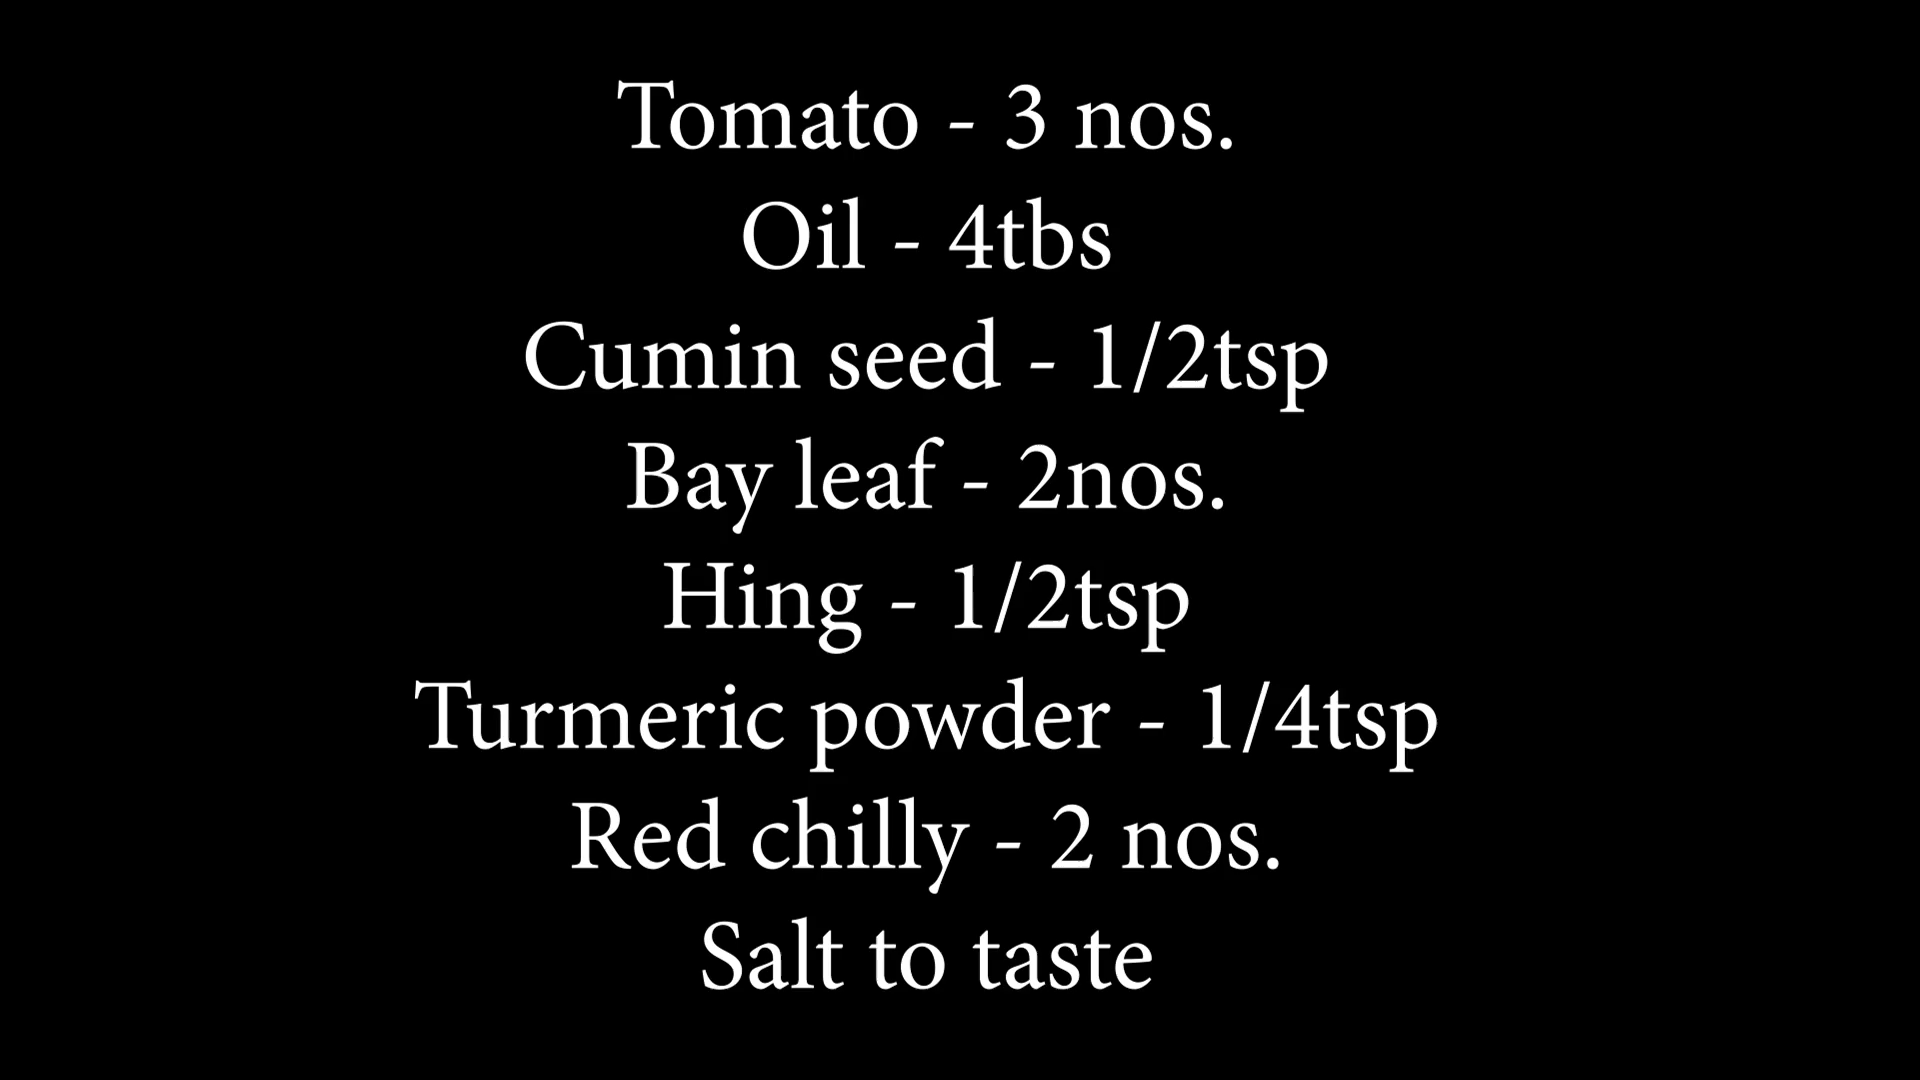 Tomato - 3 nos.
Oil - 4tbs
Cumin seed - 1/2tsp
Bay leaf - 2nos.
Hing - 1/2tsp
Turmeric powder - 1/4tsp
Red chilly - 2 nos.
Salt to taste